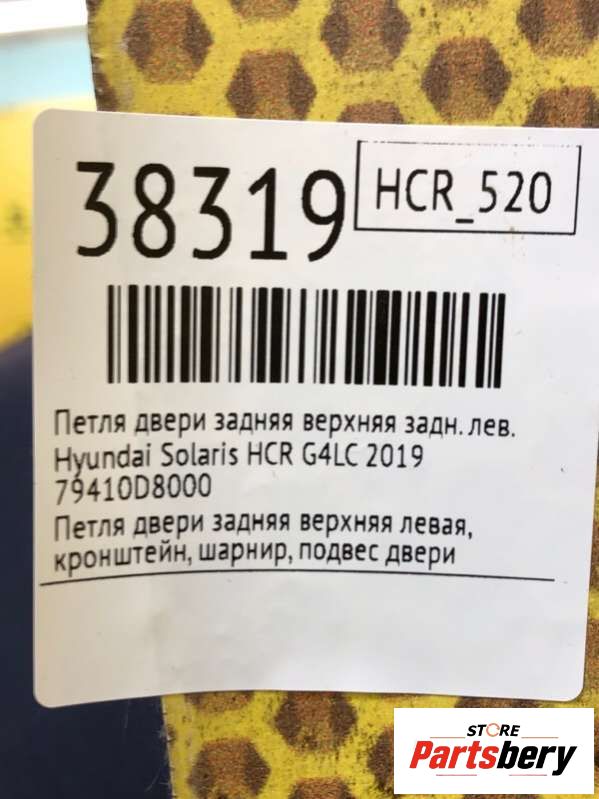 38319
HCR_520
Петля двери задняя верхняя задн. лев.
Hyundai Solaris HCR G4LC 2019
79410D8000
Петля двери задняя верхняя левая,
кронштейн, шарнир, подвес двери
STORE
Partsbery